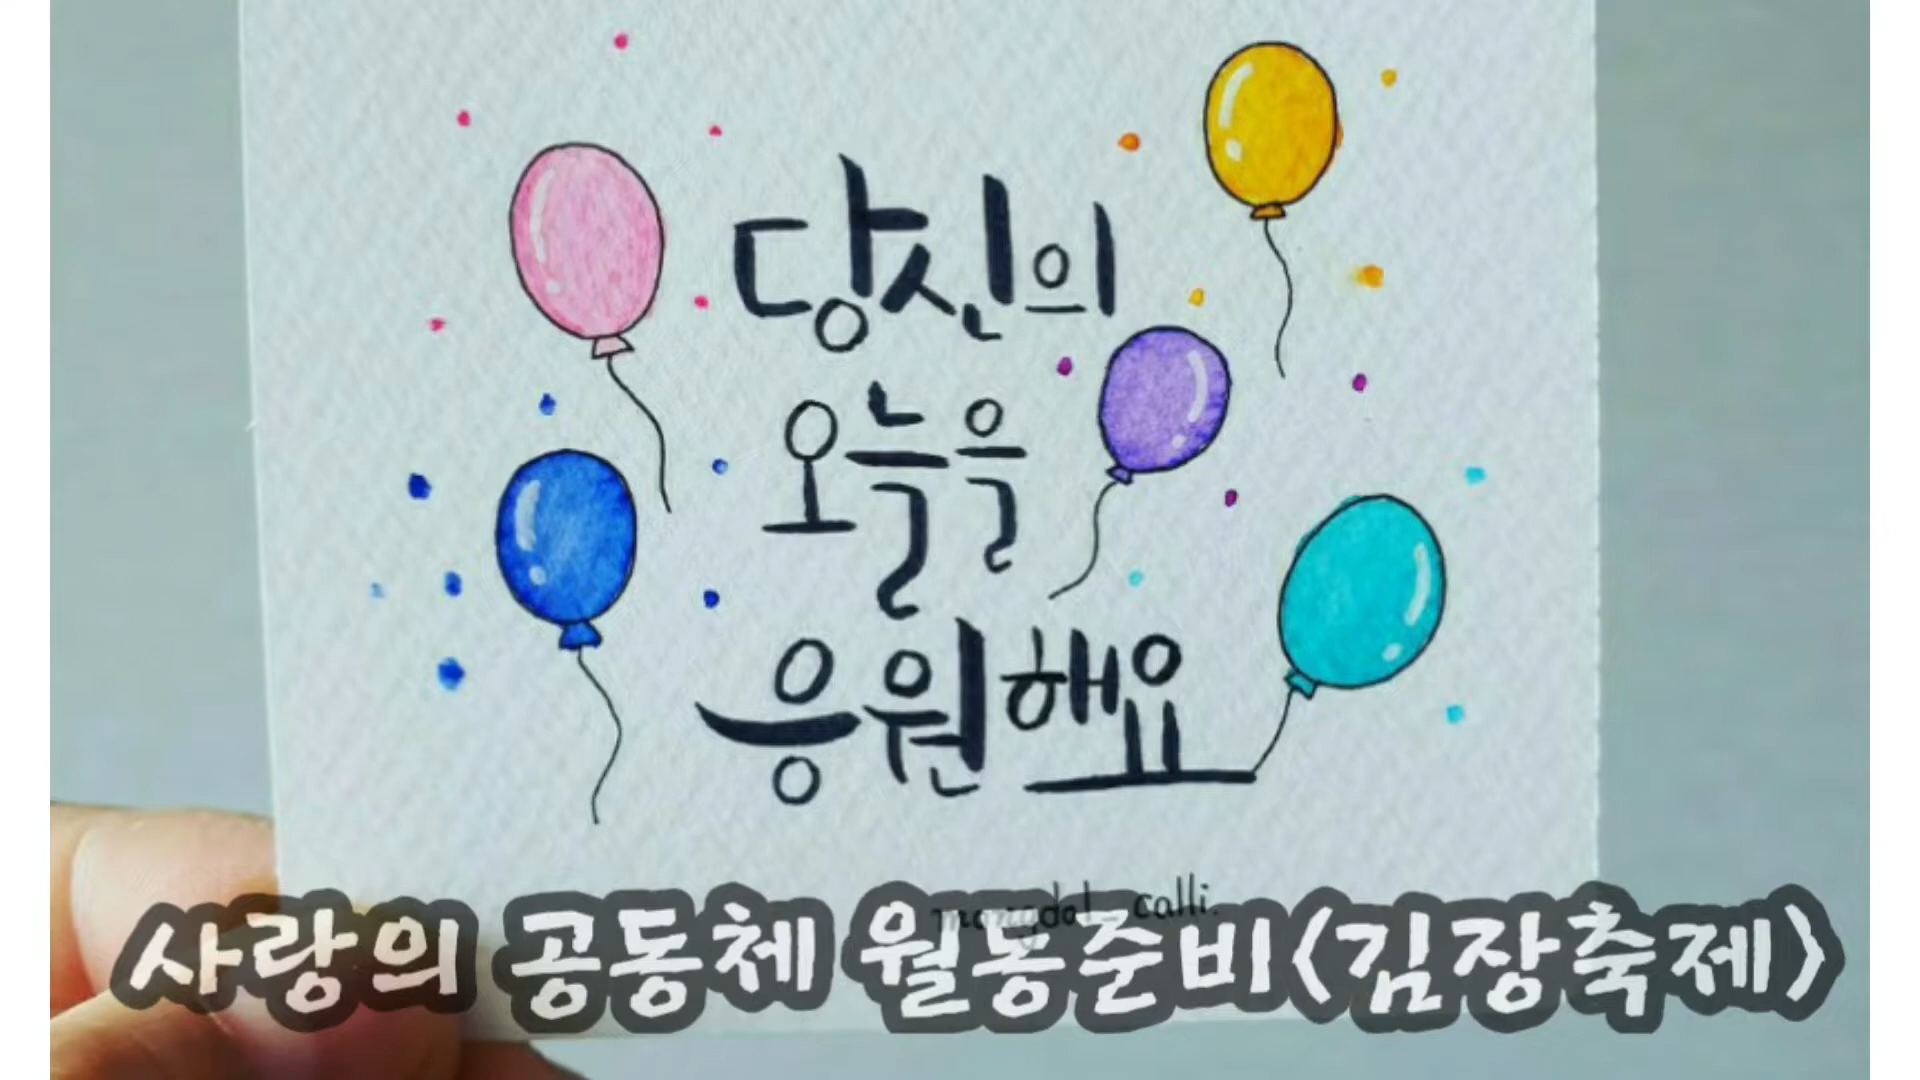 당신의
오늘을
응원해요
mongdol_calli.
사랑의 공동체 월동준비<김장축제>